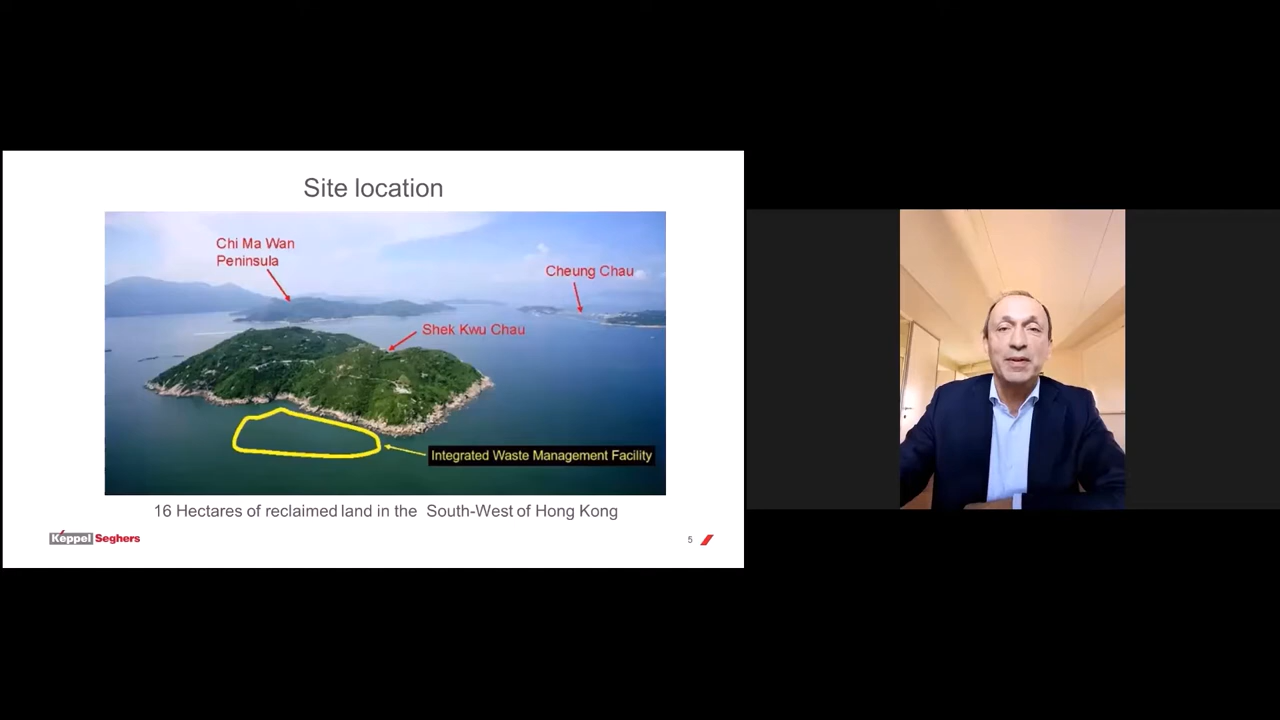 Site location
Chi Ma Wan
Peninsula
Cheung Chau
Shek Kwu Chau
Integrated Waste Management Facility
16 Hectares of reclaimed land in the South-West of Hong Kong
Keppel Seghers
5